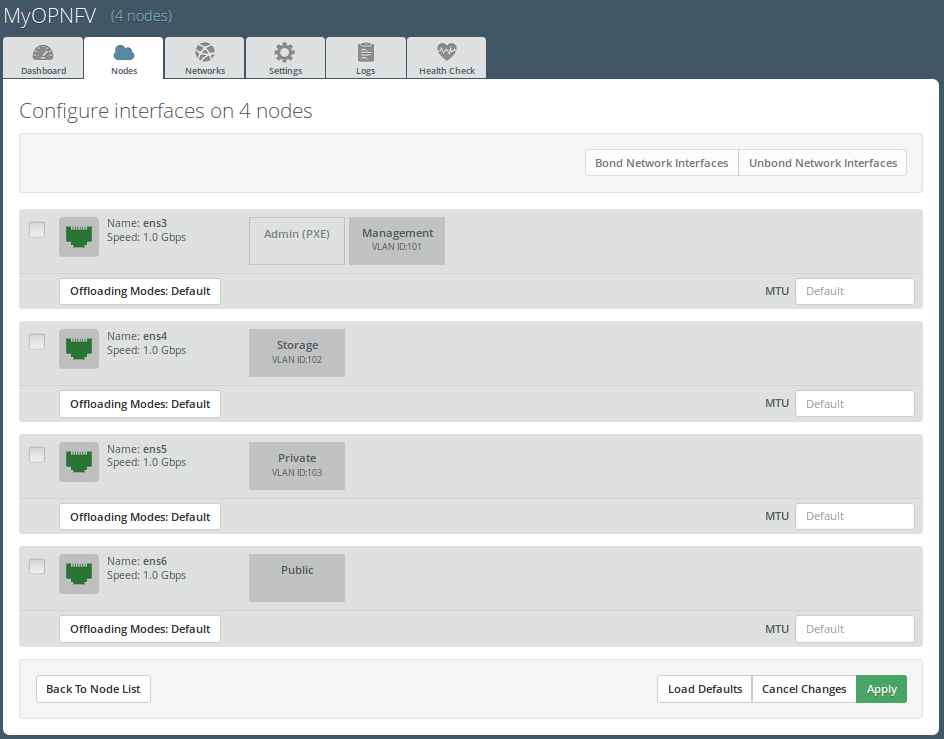 MyOPNFV (4 nodes)
Dashboard Nodes Networks Settings Logs Health Check
Configure interfaces on 4 nodes
Bond Network Interfaces Unbond Network Interfaces
Name: ens3
Speed: 1.0 Gbps
Admin (PXE)
Management
VLAN ID:101
Offloading Modes: Default MTU Default
Name: ens4
Speed: 1.0 Gbps
Storage
VLAN ID:102
Offloading Modes: Default MTU Default
Name: ens5
Speed: 1.0 Gbps
Private
VLAN ID:103
Offloading Modes: Default MTU Default
Name: ens6
Speed: 1.0 Gbps
Public
Offloading Modes: Default MTU Default
Back To Node List Load Defaults Cancel Changes Apply